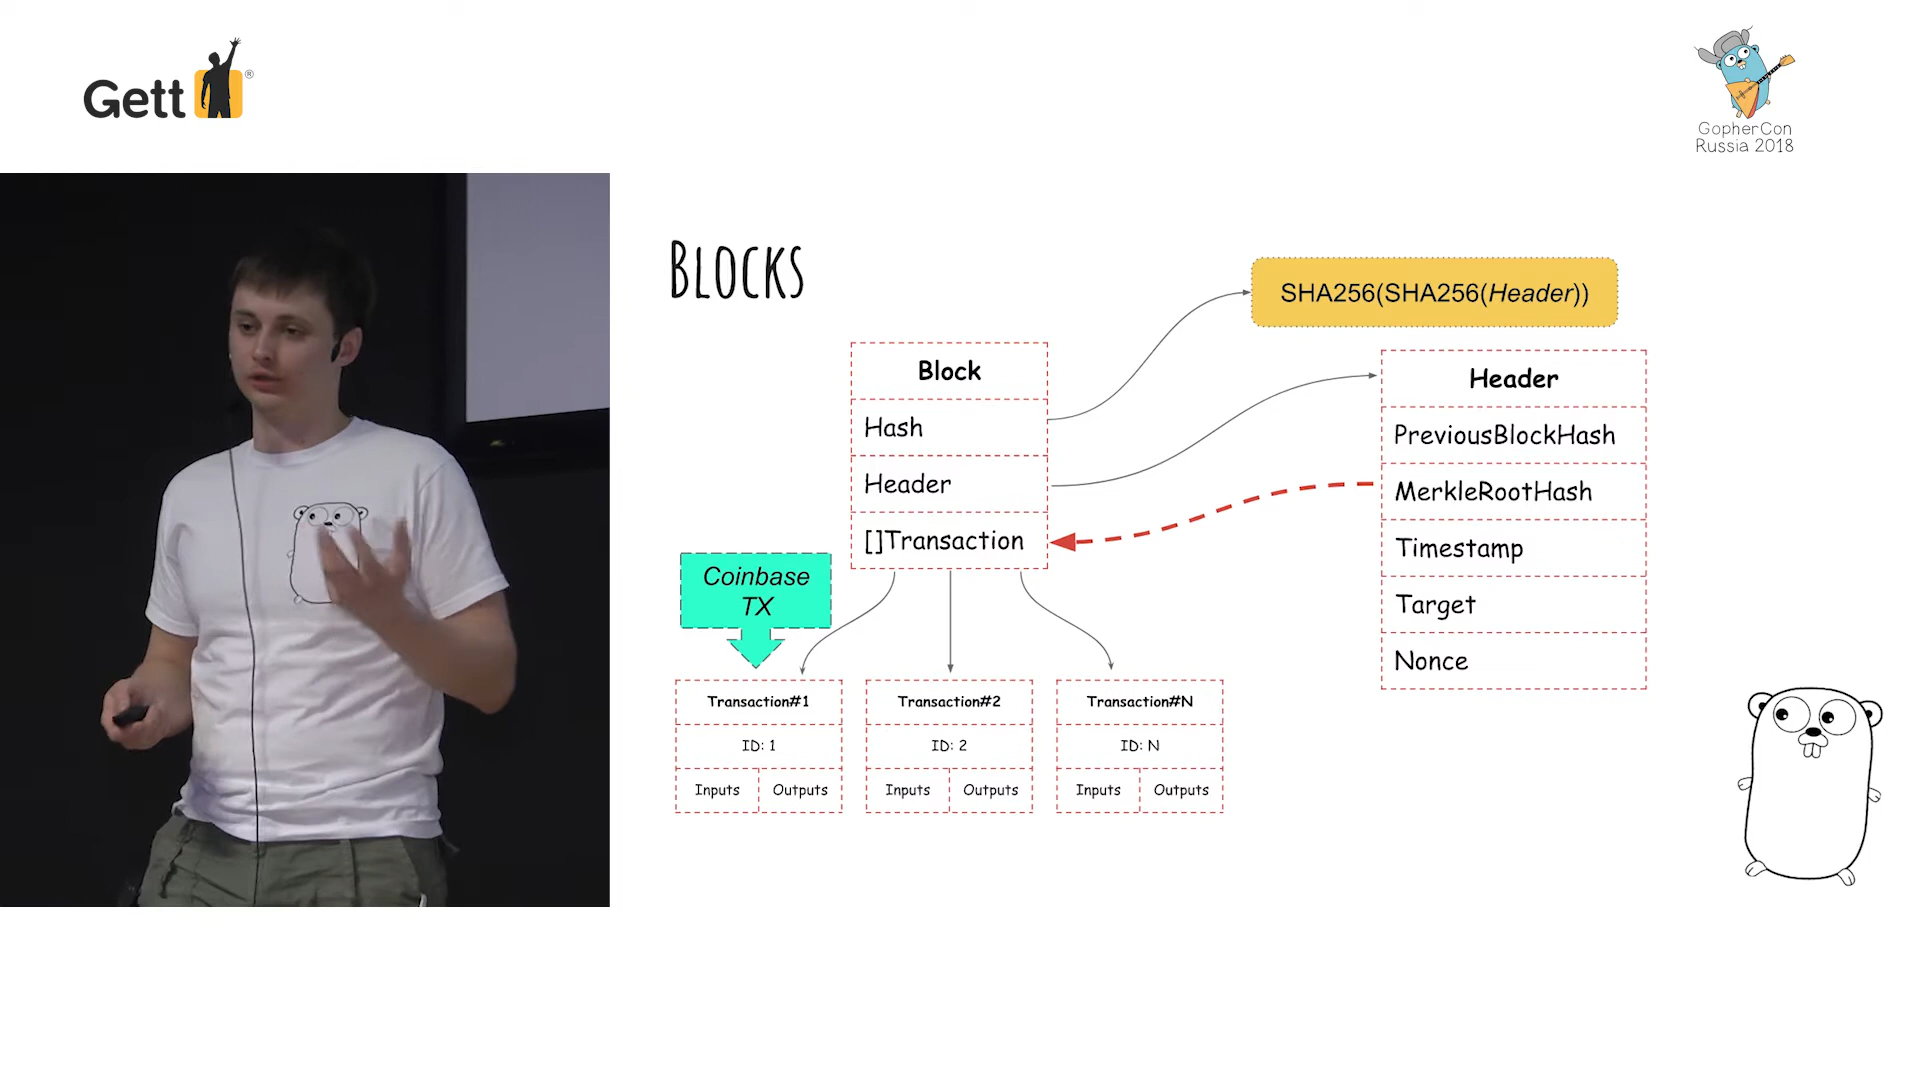 Gett
®
GopherCon
Russia 2018
BLOCKS
SHA256(SHA256(Header))
Block
Hash
Header
[]Transaction
Header
PreviousBlockHash
MerkleRootHash
Timestamp
Target
Nonce
Coinbase
TX
Transaction#1
ID: 1
Inputs
Outputs
Transaction#2
ID: 2
Inputs
Outputs
Transaction#N
ID: N
Inputs
Outputs